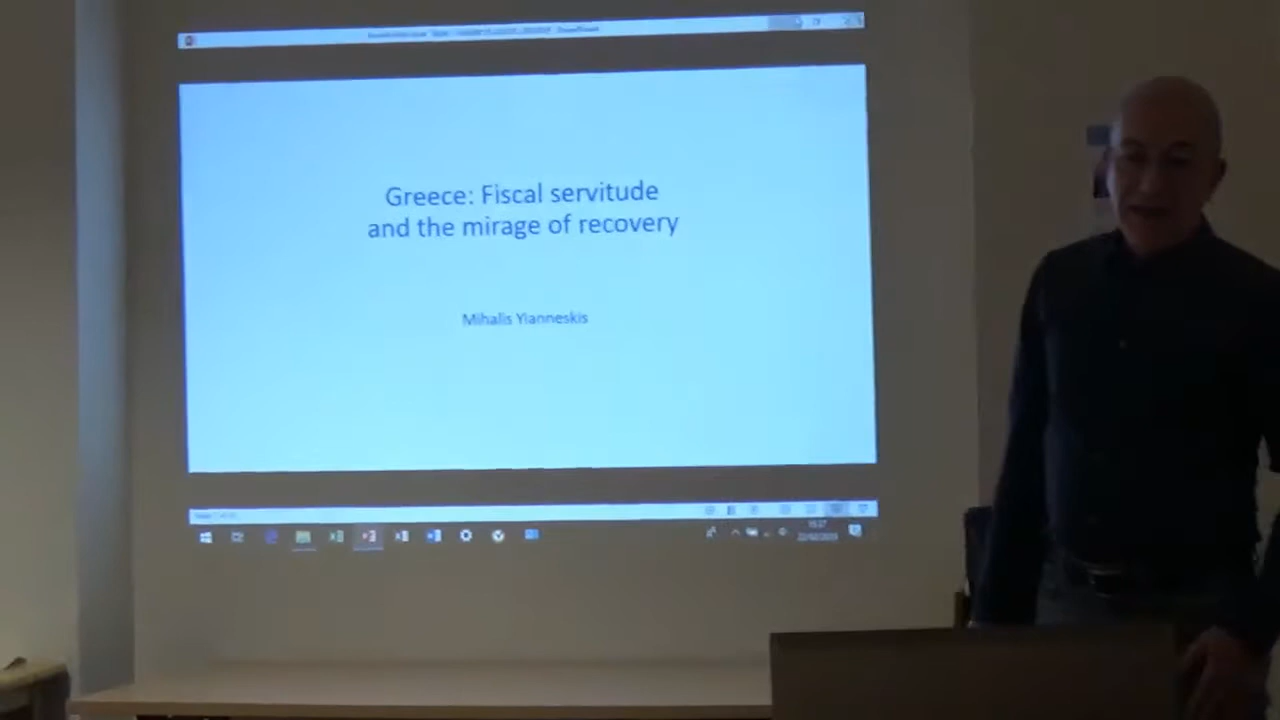 Greece: Fiscal servitude
and the mirage of recovery
Mihalis Yianneskis